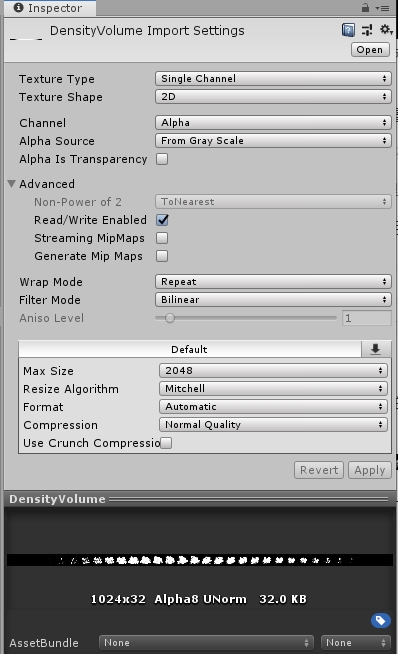 Inspector
DensityVolume Import Settings
Open
Texture Type Single Channel
Texture Shape 2D
Channel Alpha
Alpha Source From Gray Scale
Alpha Is Transparency
Advanced
Non-Power of 2 ToNearest
Read/Write Enabled
Streaming MipMaps
Generate Mip Maps
Wrap Mode Repeat
Filter Mode Bilinear
Aniso Level 1
Default
Max Size 2048
Resize Algorithm Mitchell
Format Automatic
Compression Normal Quality
Use Crunch Compressio
Revert Apply
DensityVolume
1024x32 Alpha8 UNorm 32.0 KB
AssetBundle None None